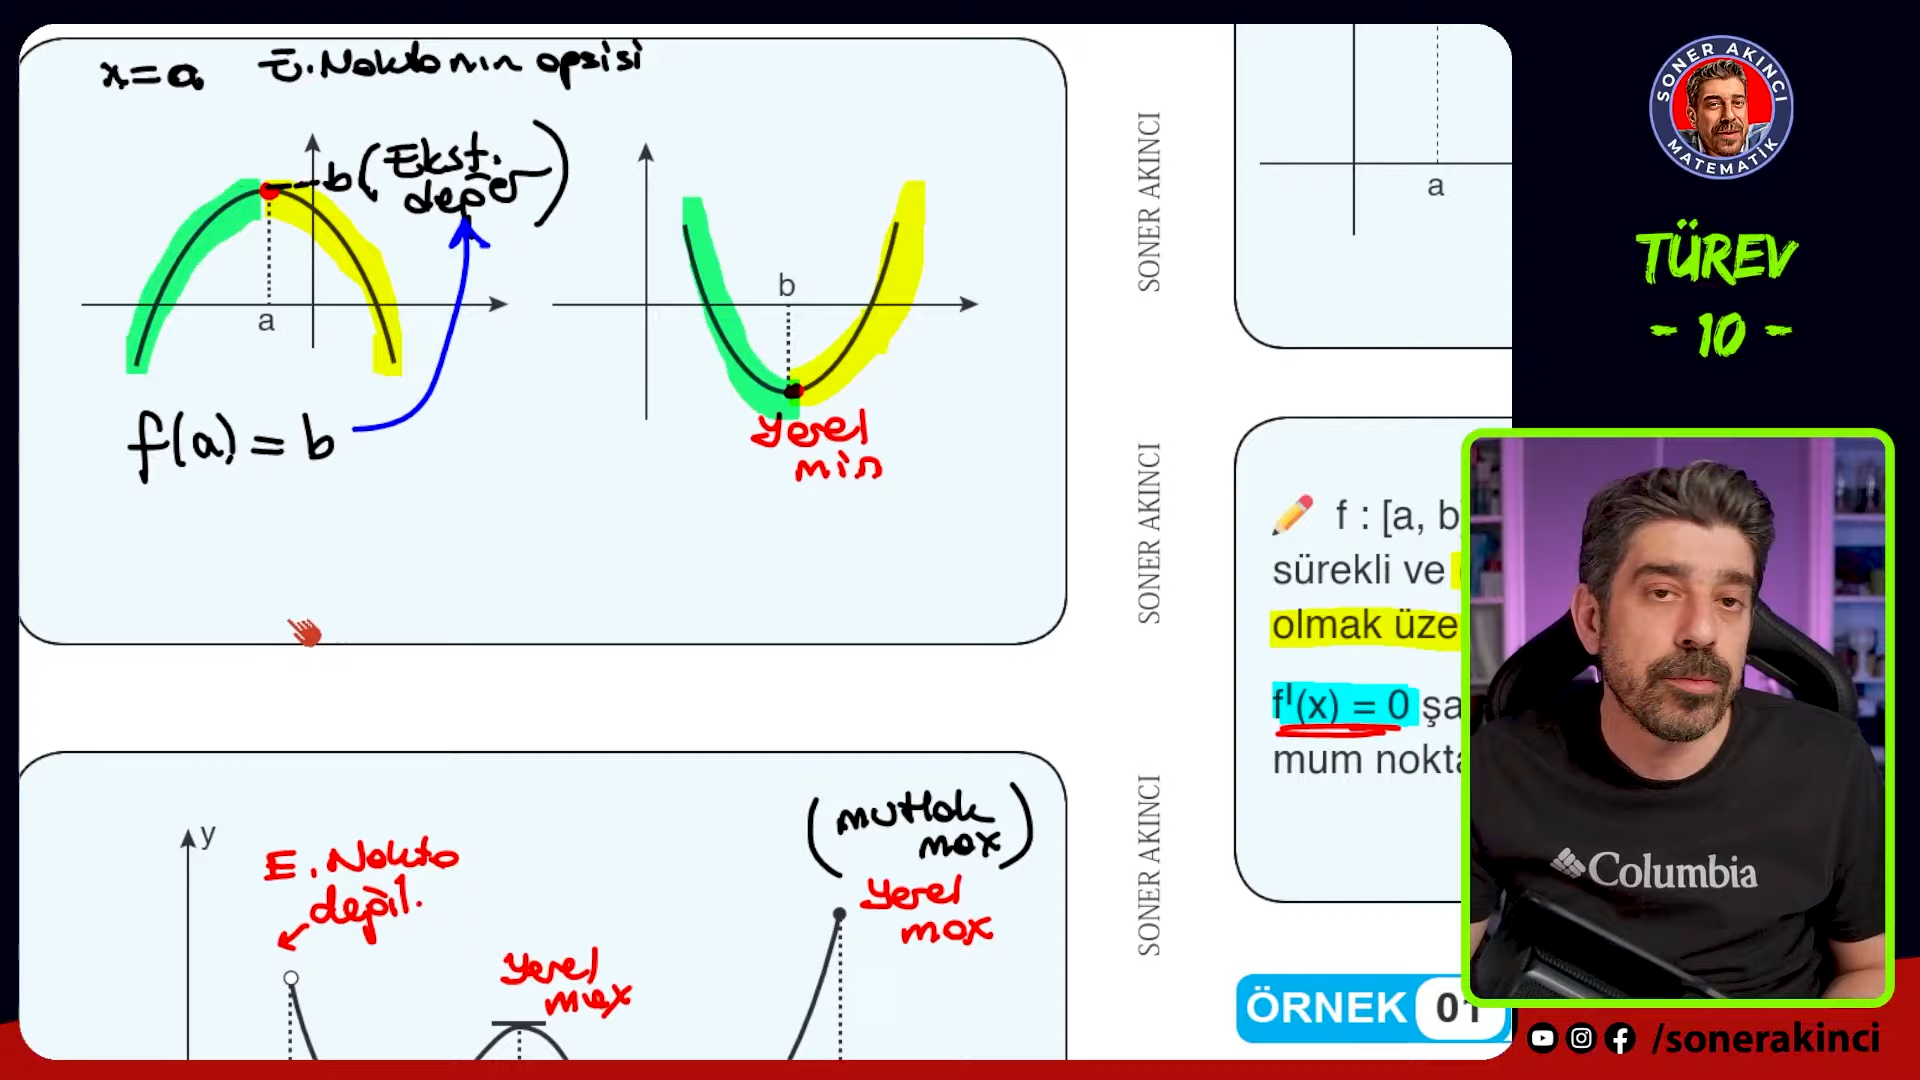 x=a E.Noktanın apsisi
b (Ekst. değer)
a
f(a) = b
b
Yerel min
E. Nokta değil.
y
Yerel max
(mutlak max)
Yerel max
SONER AKINCI
SONER AKINCI
SONER AKINCI
a
f : [a, b
sürekli ve
olmak üze
f'(x) = 0 şa
mum nokta
ÖRNEK 01
SONER AKINCI
MATEMATİK
TÜREV
- 10 -
Columbia
/sonerakinci